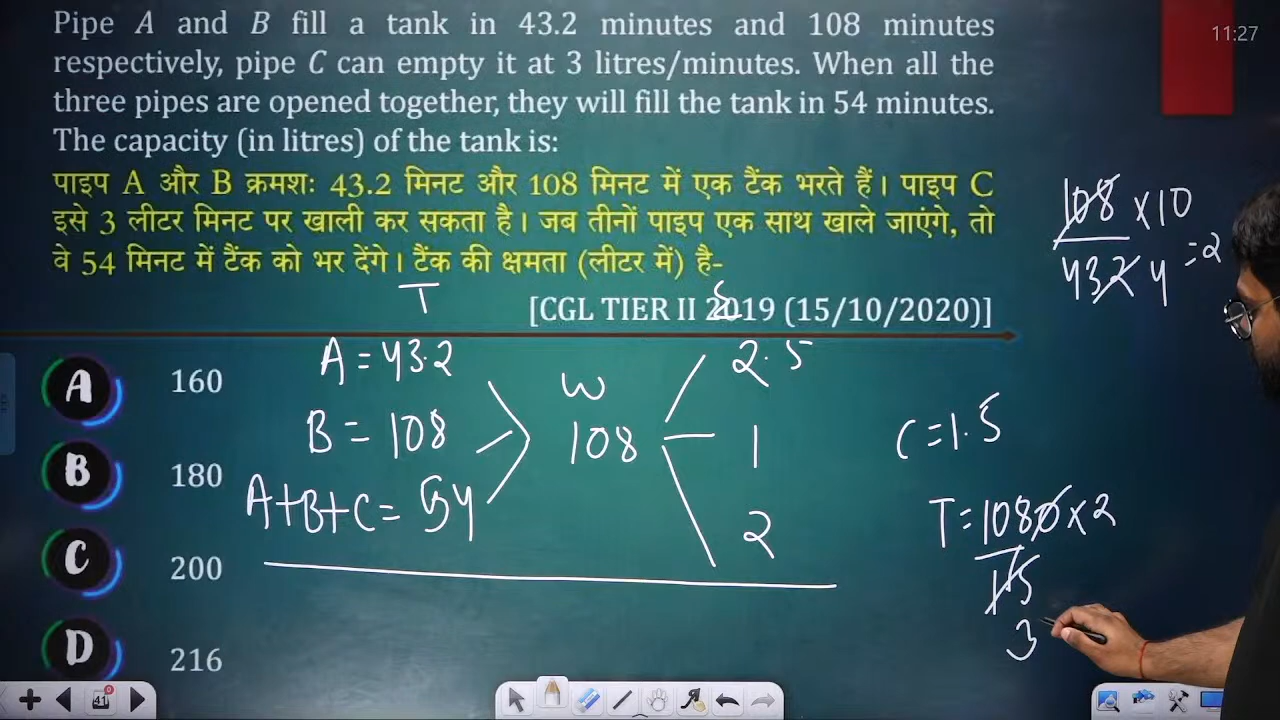 Pipe A and B fill a tank in 43.2 minutes and 108 minutes
respectively, pipe C can empty it at 3 litres/minutes. When all the
three pipes are opened together, they will fill the tank in 54 minutes.
The capacity (in litres) of the tank is:
पाइप A और B क्रमशः 43.2 मिनट और 108 मिनट में एक टैंक भरते हैं। पाइप C
इसे 3 लीटर मिनट पर खाली कर सकता है। जब तीनों पाइप एक साथ खाले जाएंगे, तो
वे 54 मिनट में टैंक को भर देंगे। टैंक की क्षमता (लीटर में) है-
[CGL TIER II 2019 (15/10/2020)]
11:27
108 x10
432 4 =2
T
A = 43.2
W
2.5
B = 108
108
1
C = 1.5
A+B+C = 54
2
T = 1080 x 2
15
3
A 160
B 180
C 200
D 216
41